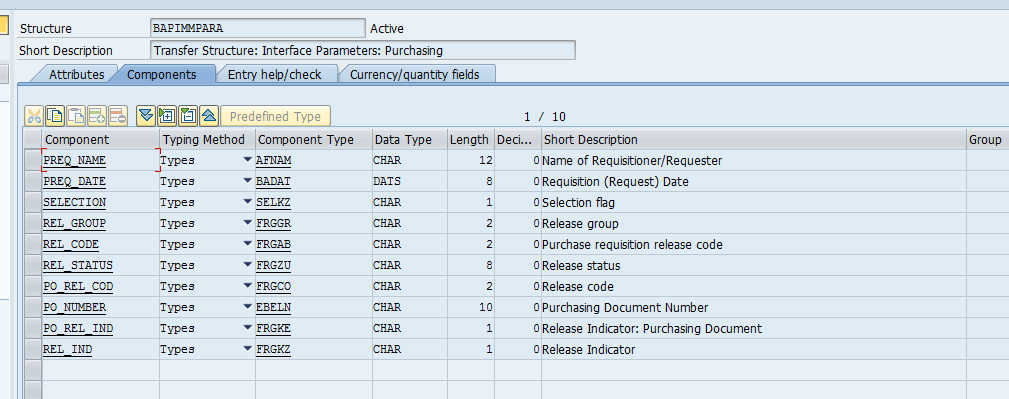 Structure BAPIMMPARA Active
Short Description Transfer Structure: Interface Parameters: Purchasing
Attributes Components Entry help/check Currency/quantity fields
Predefined Type 1 / 10
Component Typing Method Component Type Data Type Length Deci... Short Description Group
PREQ_NAME Types AFNAM CHAR 12 0 Name of Requisitioner/Requester
PREQ_DATE Types BADAT DATS 8 0 Requisition (Request) Date
SELECTION Types SELKZ CHAR 1 0 Selection flag
REL_GROUP Types FRGGR CHAR 2 0 Release group
REL_CODE Types FRGAB CHAR 2 0 Purchase requisition release code
REL_STATUS Types FRGZU CHAR 8 0 Release status
PO_REL_COD Types FRGCO CHAR 2 0 Release code
PO_NUMBER Types EBELN CHAR 10 0 Purchasing Document Number
PO_REL_IND Types FRGKE CHAR 1 0 Release Indicator: Purchasing Document
REL_IND Types FRGKZ CHAR 1 0 Release Indicator